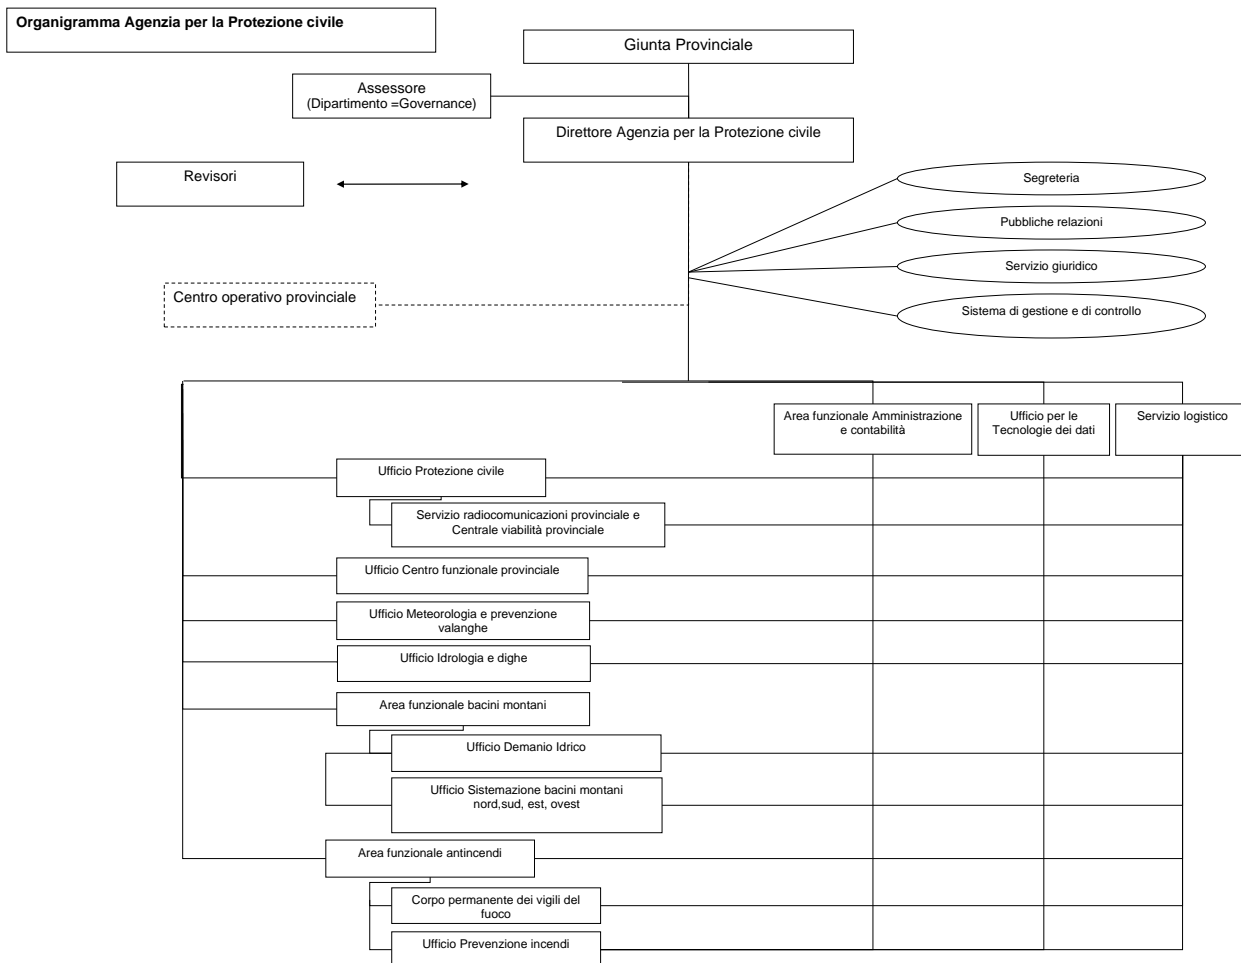 Organigramma Agenzia per la Protezione civile
Giunta Provinciale
Assessore
(Dipartimento =Governance)
Direttore Agenzia per la Protezione civile
Revisori
Segreteria
Pubbliche relazioni
Servizio giuridico
Sistema di gestione e di controllo
Centro operativo provinciale
Area funzionale Amministrazione
e contabilità
Ufficio per le
Tecnologie dei dati
Servizio logistico
Ufficio Protezione civile
Servizio radiocomunicazioni provinciale e
Centrale viabilità provinciale
Ufficio Centro funzionale provinciale
Ufficio Meteorologia e prevenzione
valanghe
Ufficio Idrologia e dighe
Area funzionale bacini montani
Ufficio Demanio Idrico
Ufficio Sistemazione bacini montani
nord,sud, est, ovest
Area funzionale antincendi
Corpo permanente dei vigili del
fuoco
Ufficio Prevenzione incendi